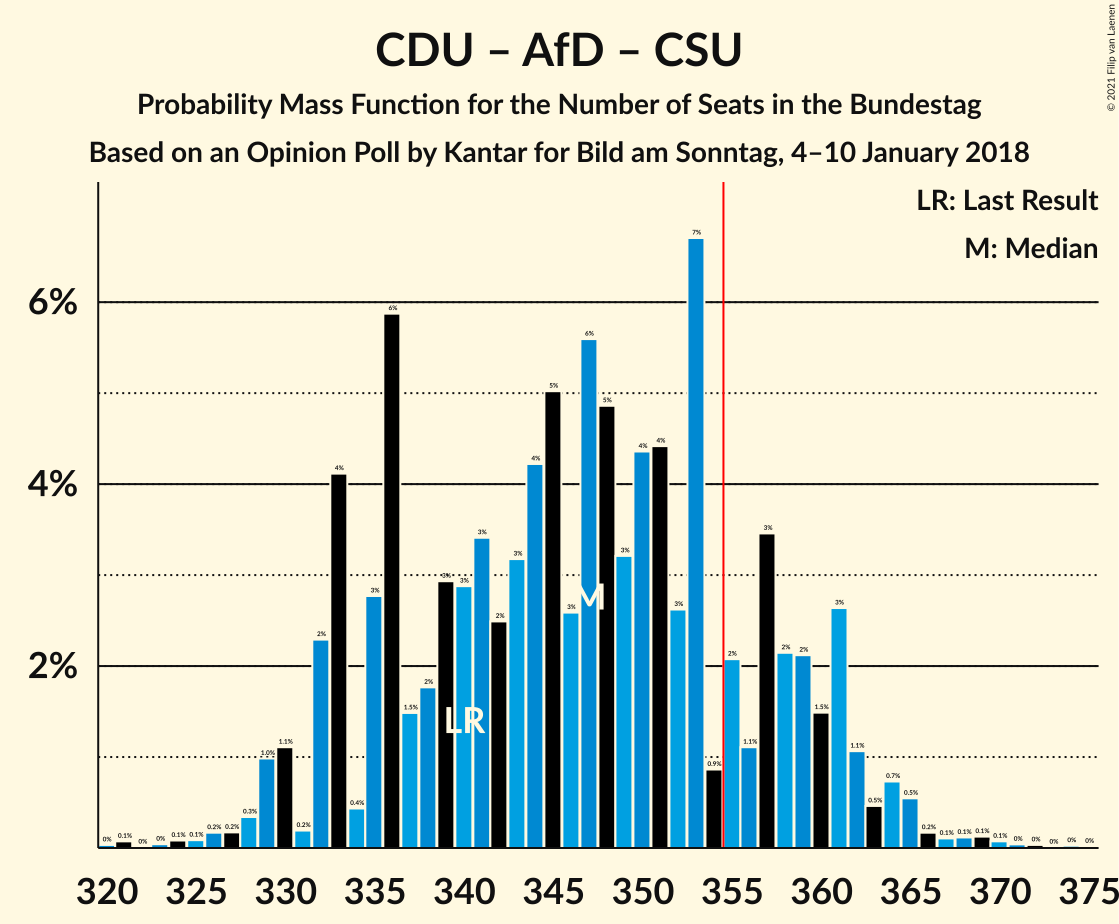 CDU – AfD – CSU
Probability Mass Function for the Number of Seats in the Bundestag
Based on an Opinion Poll by Kantar for Bild am Sonntag, 4–10 January 2018
© 2021 Filip van Laenen
LR: Last Result
M: Median
6%
4%
2%
0% 0.1% 0% 0% 0.1% 0.1% 0.2% 0.2% 0.3% 1.0% 1.1% 0.2% 2% 4% 0.4% 3% 6% 1.5% 2% 3% 3% 3% 2% 3% 4% 5% 3% 6% 5% 3% 4% 4% 3% 7% 0.9% 2% 1.1% 3% 2% 2% 1.5% 3% 1.1% 0.5% 0.7% 0.5% 0.2% 0.1% 0.1% 0.1% 0.1% 0% 0% 0% 0% 0%
M
LR
320 325 330 335 340 345 350 355 360 365 370 375